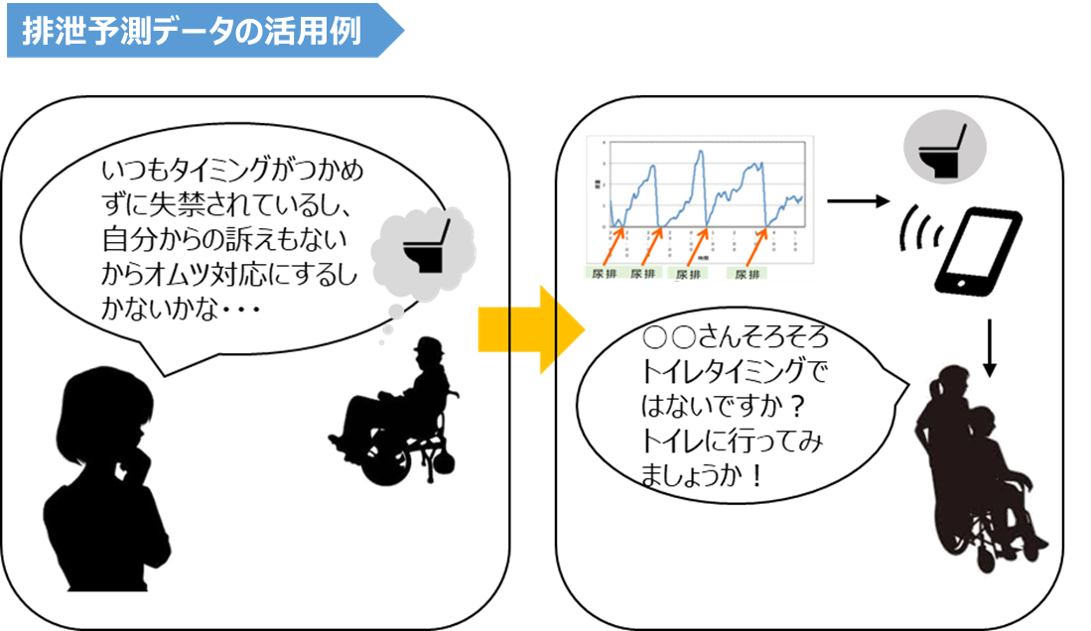 排泄予測データの活用例
いつもタイミングがつかめ
ずに失禁されているし、
自分からの訴えもない
からオムツ対応にするし
かないかな・・・
尿排
尿排
尿排
尿排
〇〇さんそろそろ
トイレタイミングで
はないですか？
トイレに行ってみ
ましょうか！